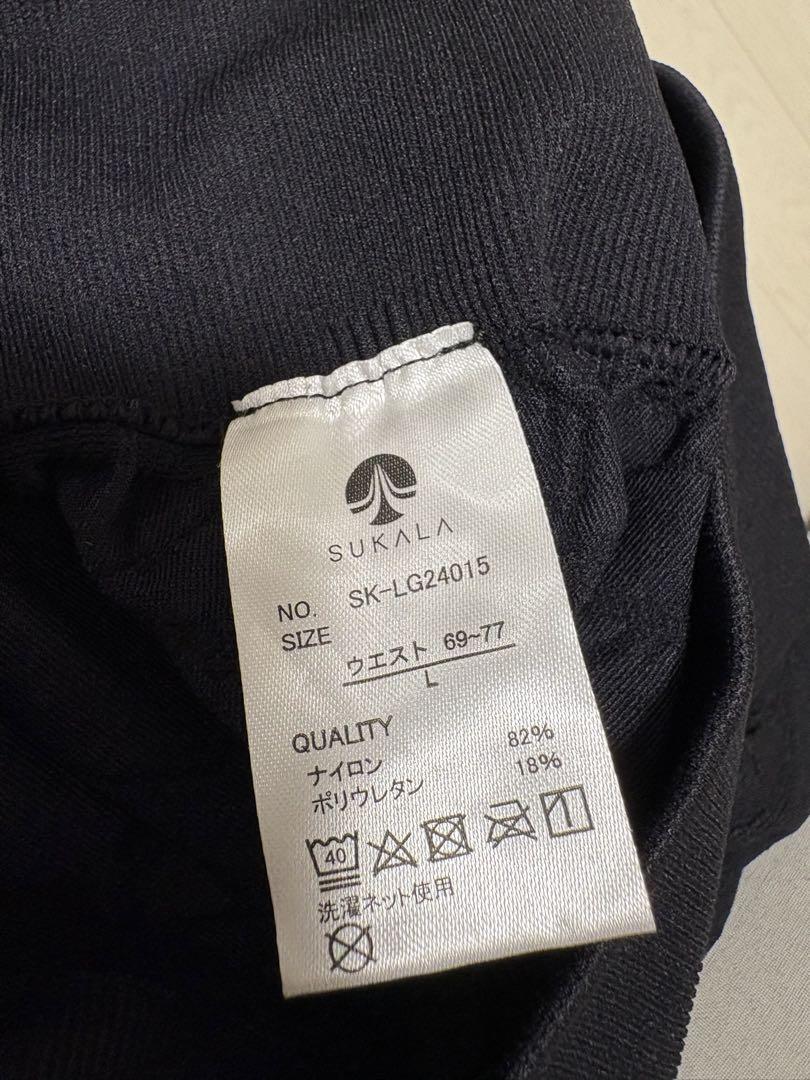 SUKALA
NO. SK-LG24015
SIZE
ウエスト 69~77
L
QUALITY
ナイロン 82%
ポリウレタン 18%
40
洗濯ネット使用